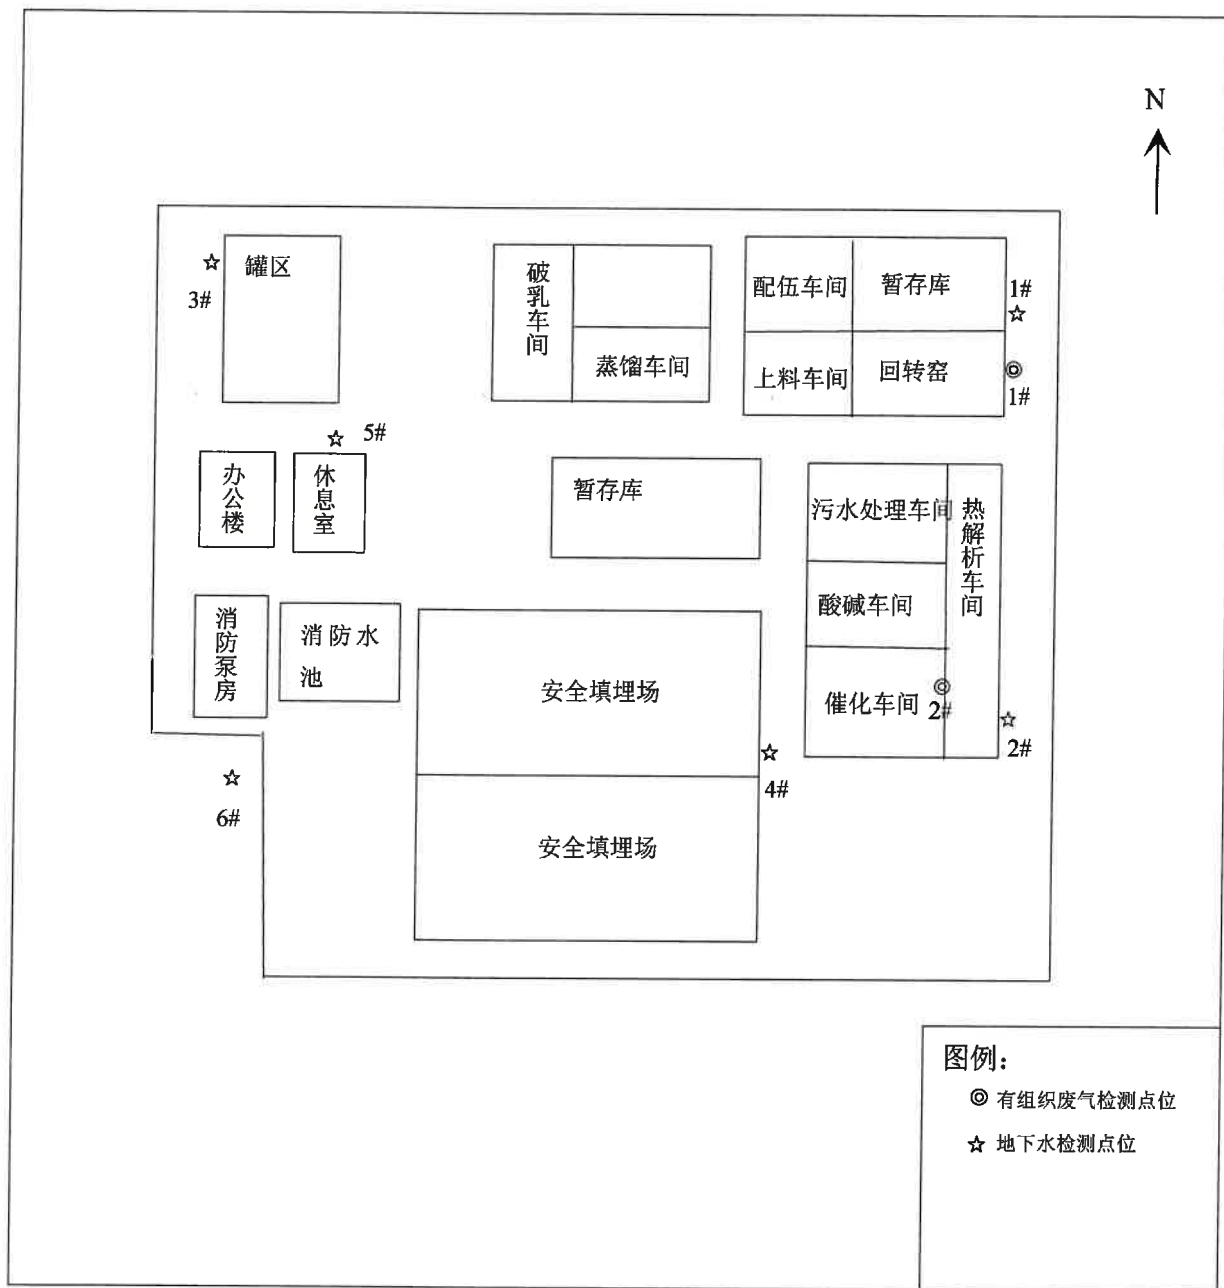 N
罐区
3#
破乳车间
蒸馏车间
配伍车间
暂存库
1#
上料车间
回转窑
1#
5#
办公楼
休息室
暂存库
污水处理车间
热解析车间
酸碱车间
消防泵房
消防水
池
安全填埋场
催化车间
2#
2#
4#
6#
安全填埋场
图例：
有组织废气检测点位
地下水检测点位